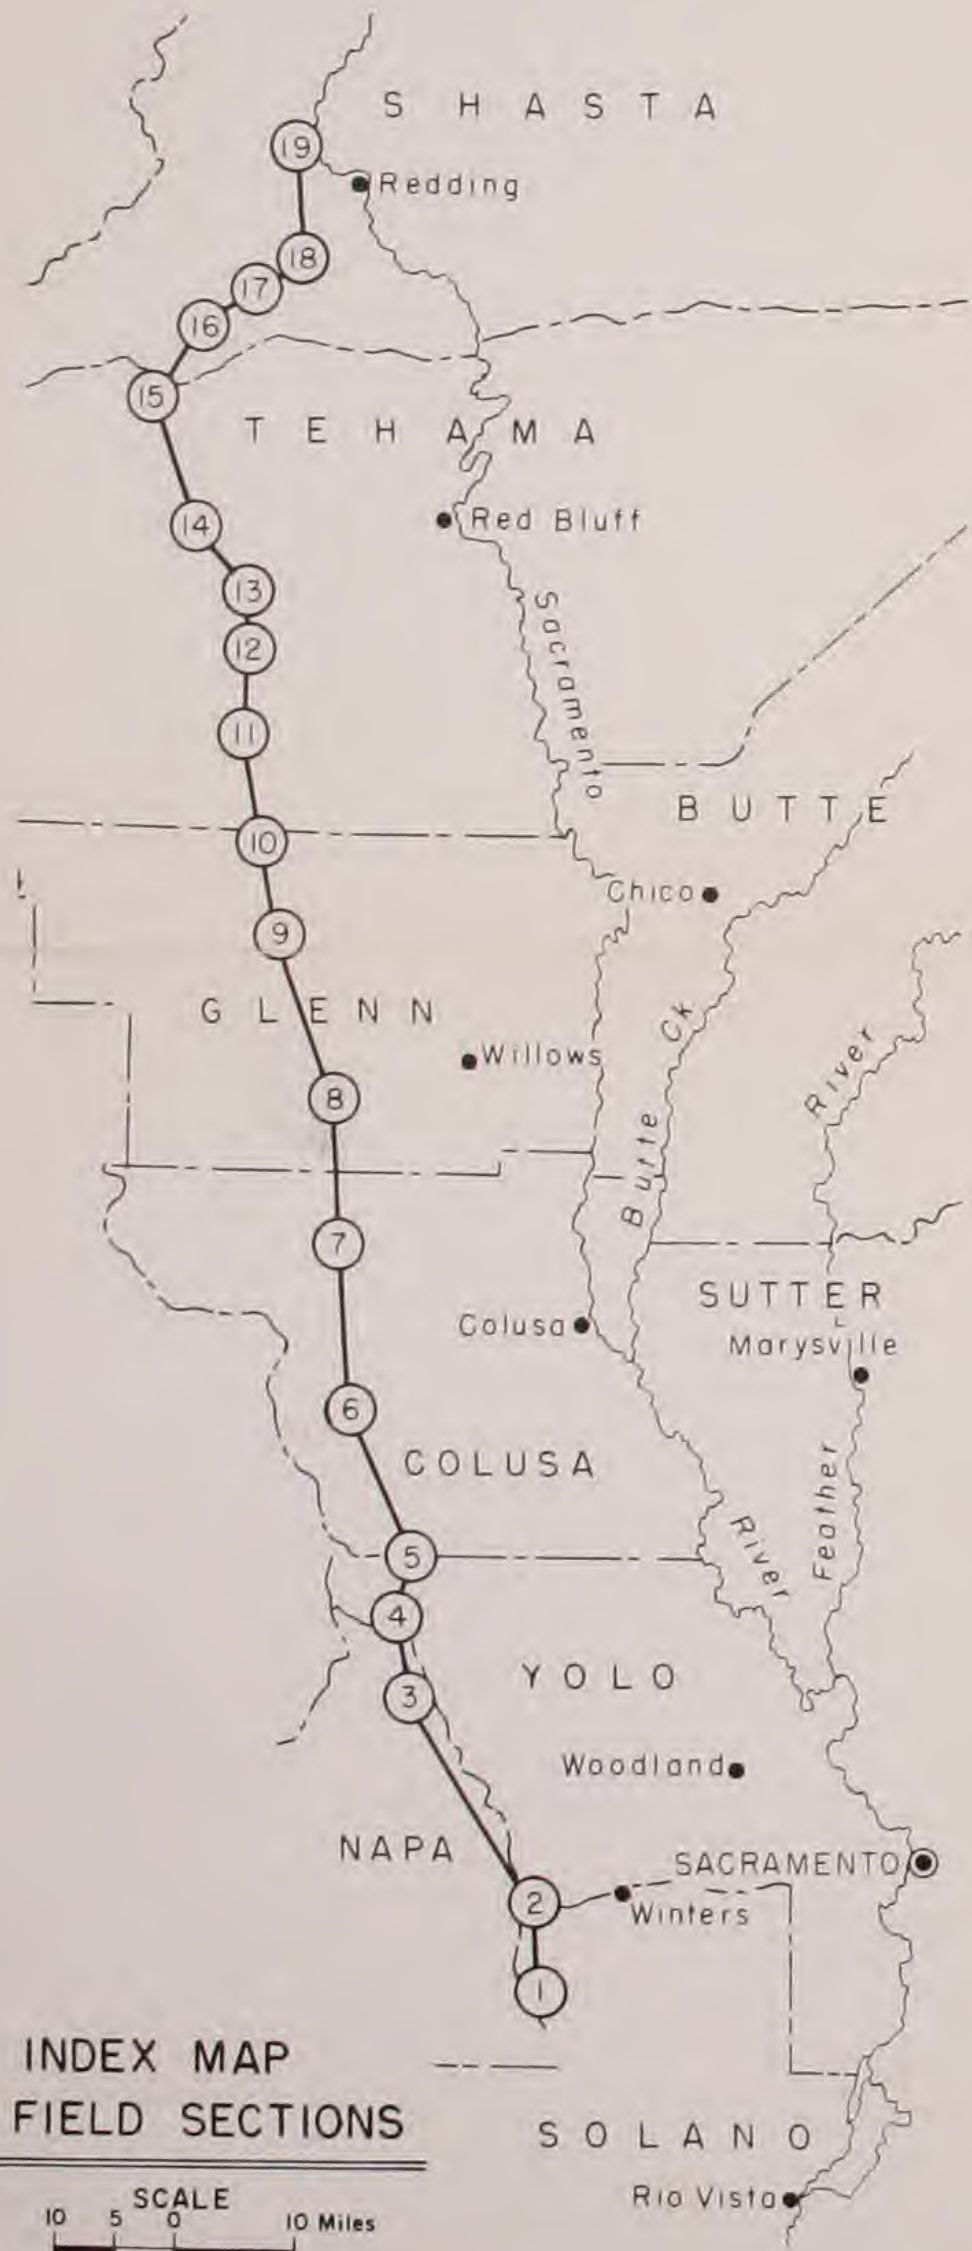 SHASTA
19
Redding
18
17
16
15
TEHAMA
14
Red Bluff
13
Sacramento
12
11
BUTTE
10
Chico
9
GLENN
Butte Ck
River
Willows
8
7
SUTTER
Colusa
Marysville
6
COLUSA
Feather
River
5
4
YOLO
3
Woodland
NAPA
SACRAMENTO
2
Winters
1
INDEX MAP
FIELD SECTIONS
SOLANO
SCALE
Rio Vista
10 5 0 10 Miles